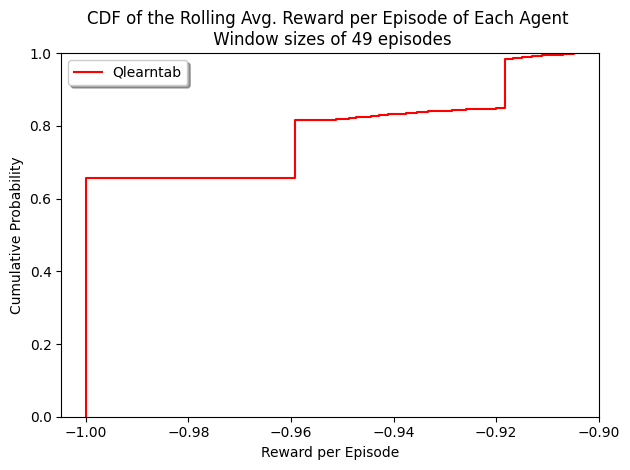 CDF of the Rolling Avg. Reward per Episode of Each Agent
Window sizes of 49 episodes
Qlearntab
Cumulative Probability
1.0
0.8
0.6
0.4
0.2
0.0
−1.00 −0.98 −0.96 −0.94 −0.92 −0.90
Reward per Episode